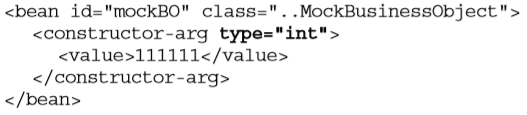 <bean id="mockBO" class="..MockBusinessObject">
<constructor-arg type="int">
<value>111111</value>
</constructor-arg>
</bean>